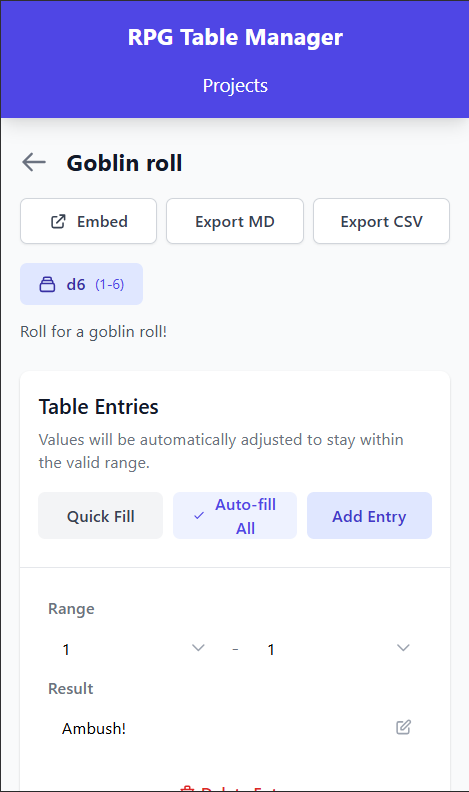 RPG Table Manager
Projects
Goblin roll
Embed
Export MD
Export CSV
d6 (1-6)
Roll for a goblin roll!
Table Entries
Values will be automatically adjusted to stay within
the valid range.
Quick Fill
Auto-fill
All
Add Entry
Range
1 - 1
Result
Ambush!